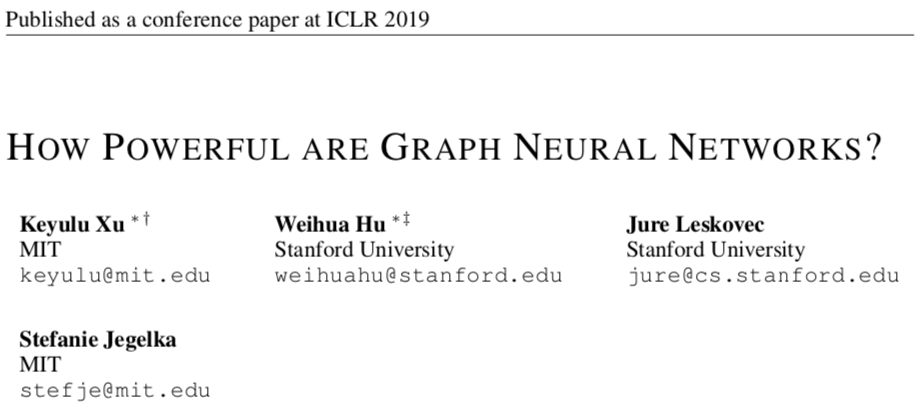 Published as a conference paper at ICLR 2019
HOW POWERFUL ARE GRAPH NEURAL NETWORKS?
Keyulu Xu *†
MIT
keyulu@mit.edu
Weihua Hu *‡
Stanford University
weihuahu@stanford.edu
Jure Leskovec
Stanford University
jure@cs.stanford.edu
Stefanie Jegelka
MIT
stefje@mit.edu